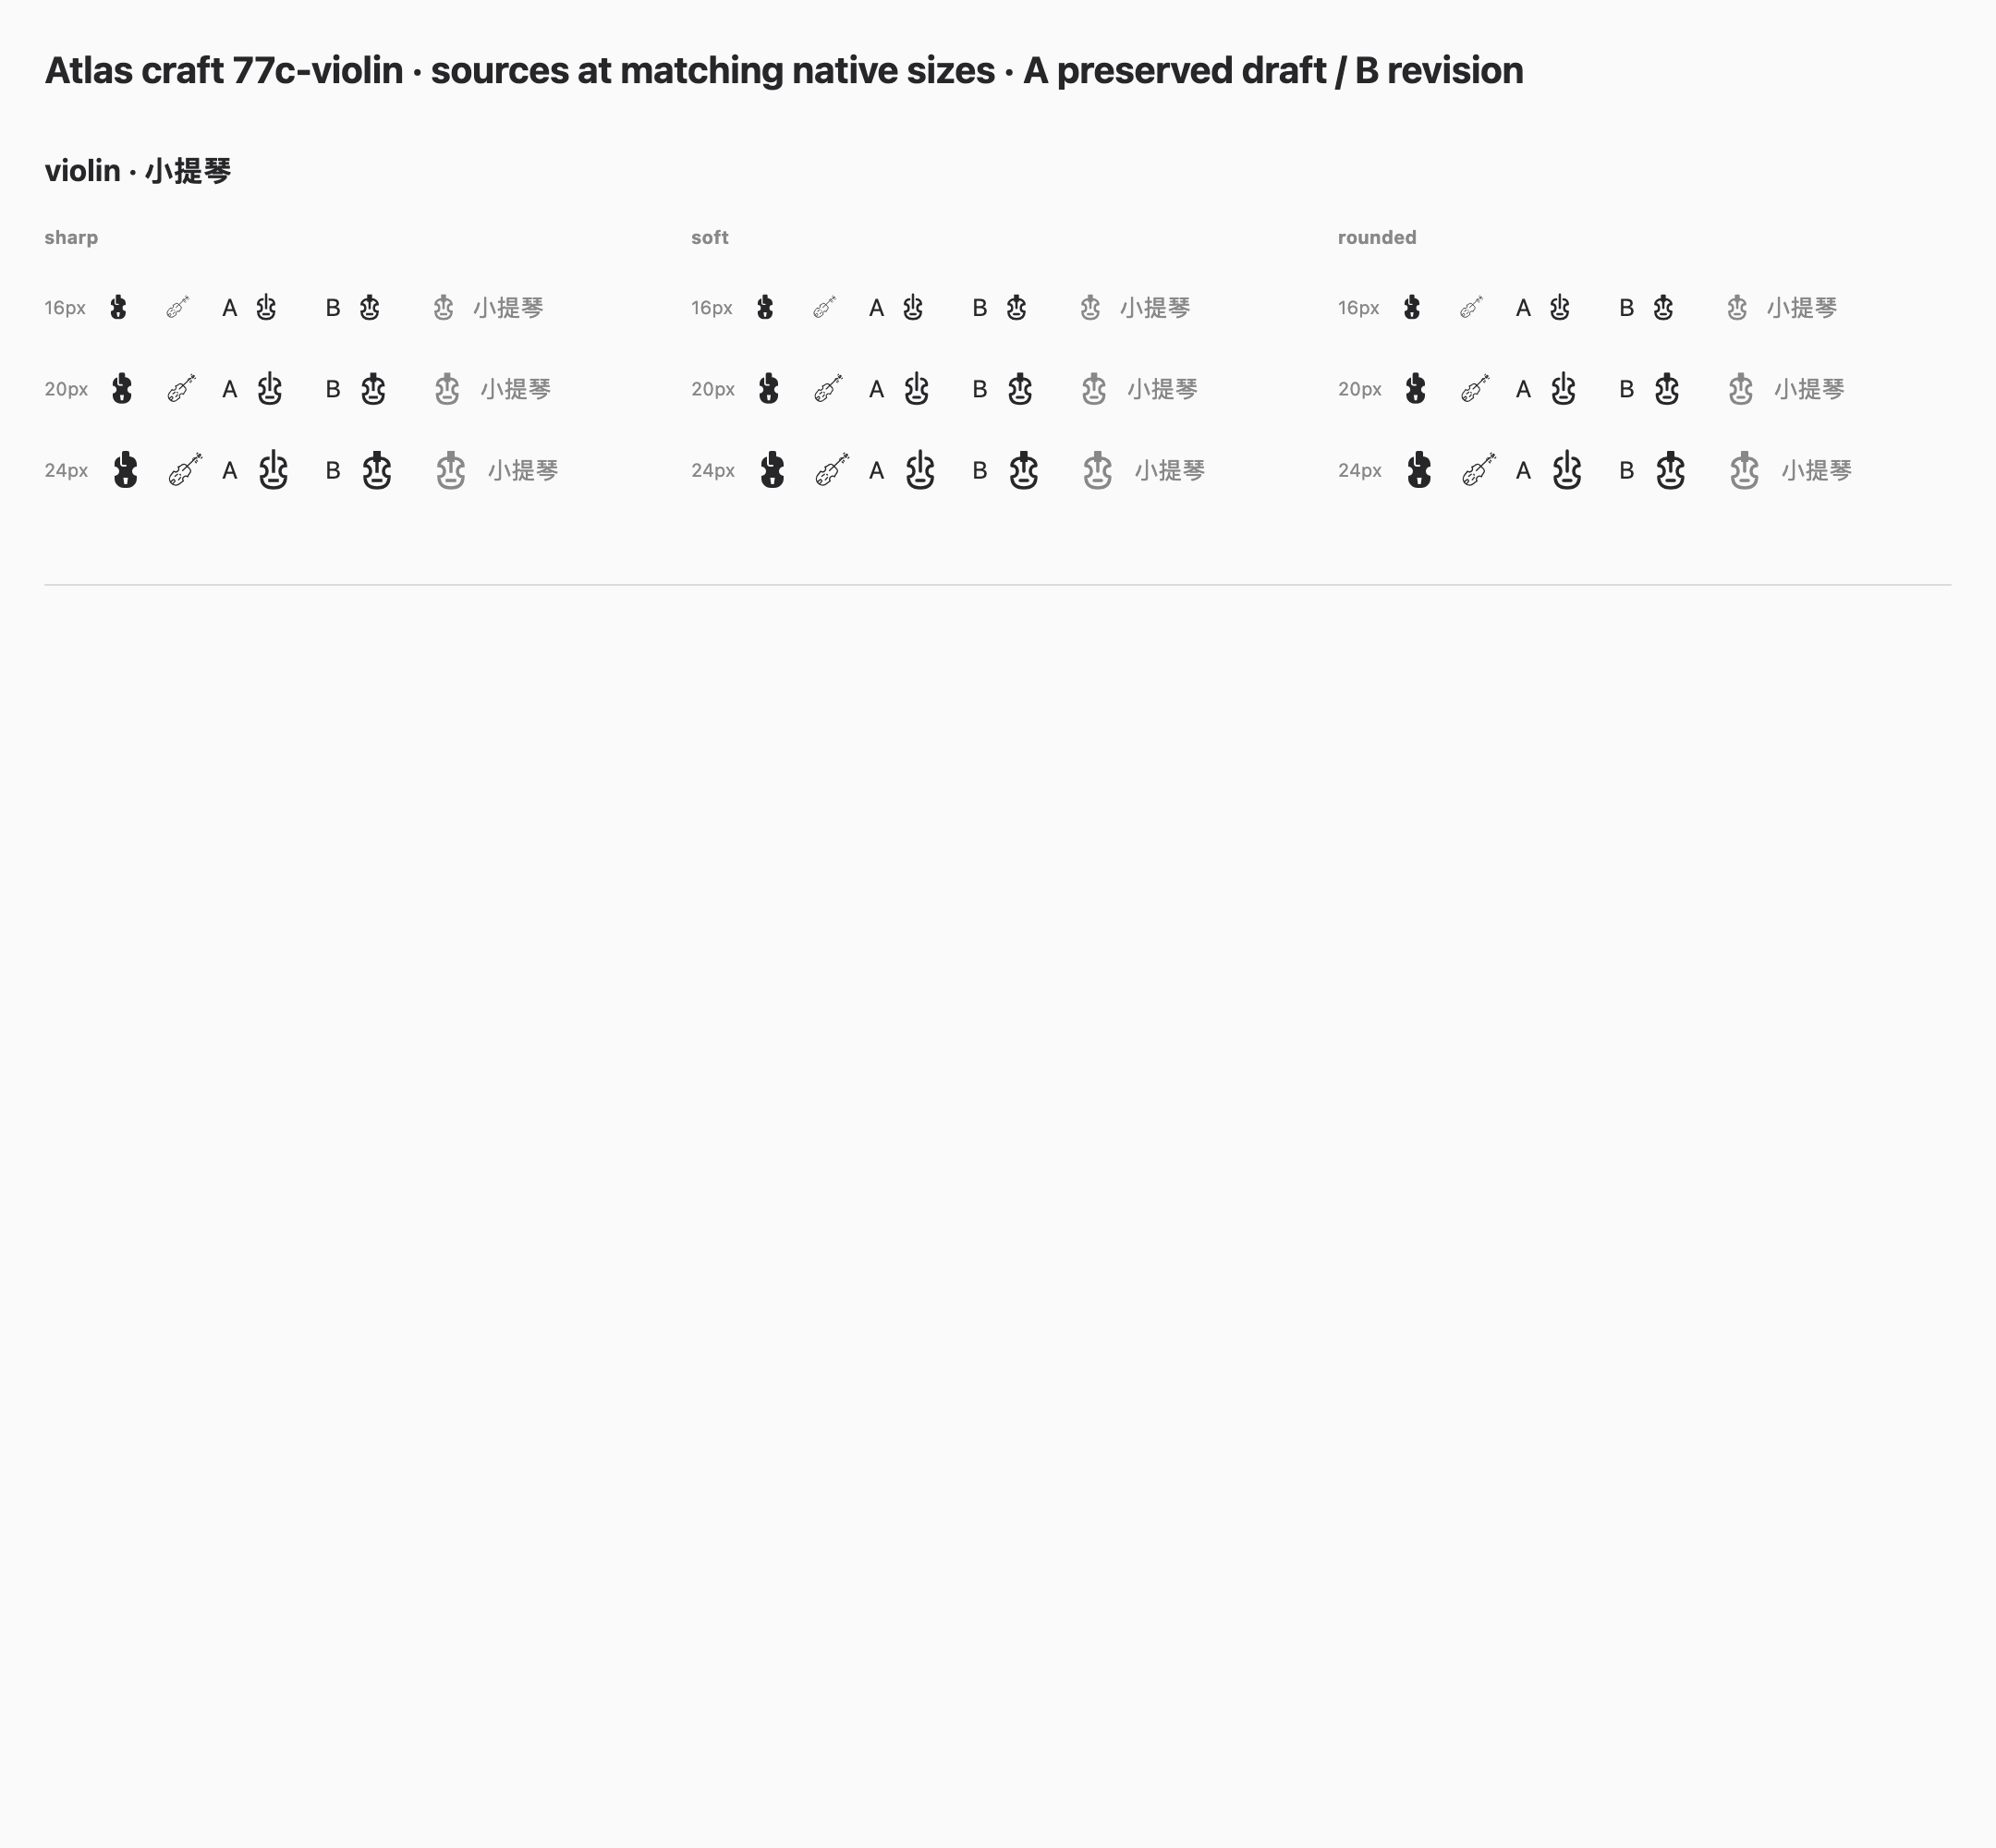 Atlas craft 77c-violin · sources at matching native sizes · A preserved draft / B revision
violin · 小提琴
sharp
16px A B 小提琴
20px A B 小提琴
24px A B 小提琴
soft
16px A B 小提琴
20px A B 小提琴
24px A B 小提琴
rounded
16px A B 小提琴
20px A B 小提琴
24px A B 小提琴